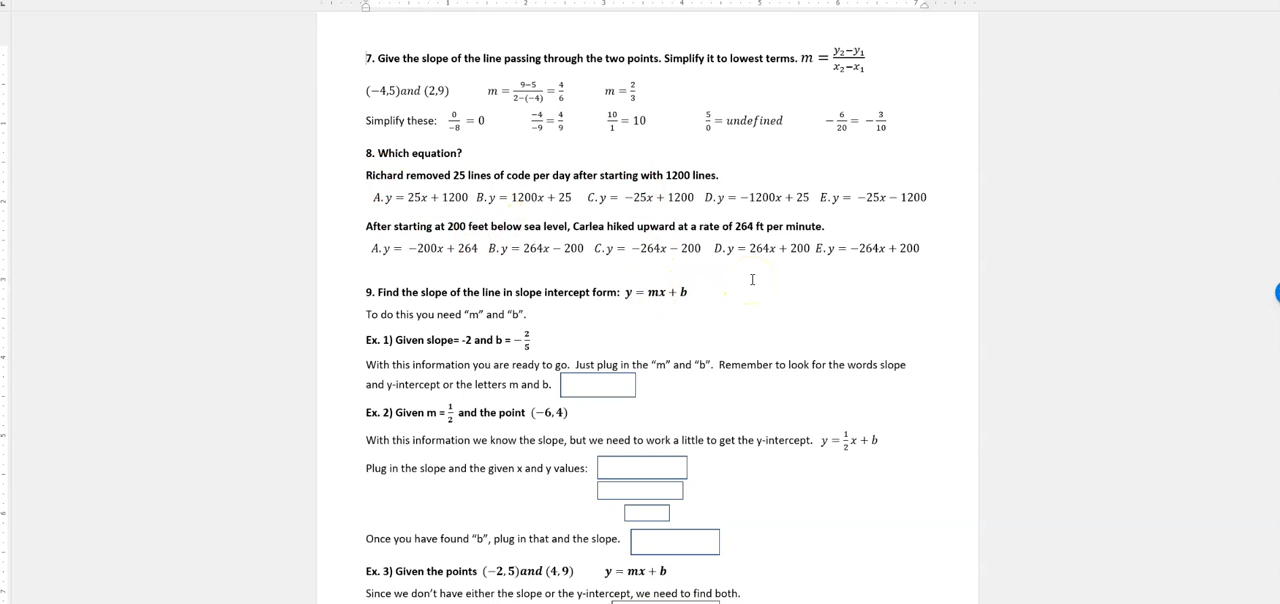 7. Give the slope of the line passing through the two points. Simplify it to lowest terms. m = (y₂−y₁)/(x₂−x₁)
(−4,5)and (2,9) m = (9−5)/(2−(−4)) = 4/6 m = 2/3
Simplify these: 0/−8 = 0 −4/−9 = 4/9 10/1 = 10 5/0 = undefined −6/20 = −3/10
8. Which equation?
Richard removed 25 lines of code per day after starting with 1200 lines.
A. y = 25x + 1200 B. y = 1200x + 25 C. y = −25x + 1200 D. y = −1200x + 25 E. y = −25x − 1200
After starting at 200 feet below sea level, Carlea hiked upward at a rate of 264 ft per minute.
A. y = −200x + 264 B. y = 264x − 200 C. y = −264x − 200 D. y = 264x + 200 E. y = −264x + 200
9. Find the slope of the line in slope intercept form: y = mx + b
To do this you need “m” and “b”.
Ex. 1) Given slope= -2 and b = −2/5
With this information you are ready to go. Just plug in the “m” and “b”. Remember to look for the words slope
and y-intercept or the letters m and b.
Ex. 2) Given m = 1/2 and the point (−6, 4)
With this information we know the slope, but we need to work a little to get the y-intercept. y = 1/2 x + b
Plug in the slope and the given x and y values:
Once you have found “b”, plug in that and the slope.
Ex. 3) Given the points (−2, 5)and (4, 9) y = mx + b
Since we don’t have either the slope or the y-intercept, we need to find both.